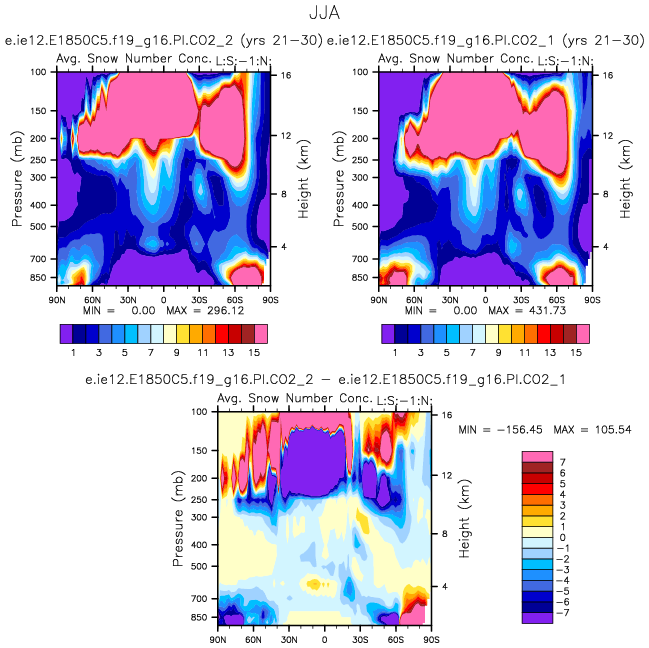 JJA
e.ie12.E1850C5.f19_g16.PI.CO2_2 (yrs 21-30) e.ie12.E1850C5.f19_g16.PI.CO2_1 (yrs 21-30)
Avg. Snow Number Conc. L:S:-1:N: Avg. Snow Number Conc. L:S:-1:N:
100 16 100 16
150 150
200 12 200 12
250 250
300 300
8 8
400 400
500 500
4 4
700 700
850 850
Pressure (mb) Height (km) Pressure (mb) Height (km)
90N 60N 30N 0 30S 60S 90S 90N 60N 30N 0 30S 60S 90S
MIN = 0.00 MAX = 296.12 MIN = 0.00 MAX = 431.73
1 3 5 7 9 11 13 15 1 3 5 7 9 11 13 15
e.ie12.E1850C5.f19_g16.PI.CO2_2 - e.ie12.E1850C5.f19_g16.PI.CO2_1
Avg. Snow Number Conc. L:S:-1:N:
MIN = -156.45 MAX = 105.54
100 16
150
200 12
250
300
8
400
500
4
700
850
Pressure (mb) Height (km)
90N 60N 30N 0 30S 60S 90S
7
6
5
4
3
2
1
0
-1
-2
-3
-4
-5
-6
-7